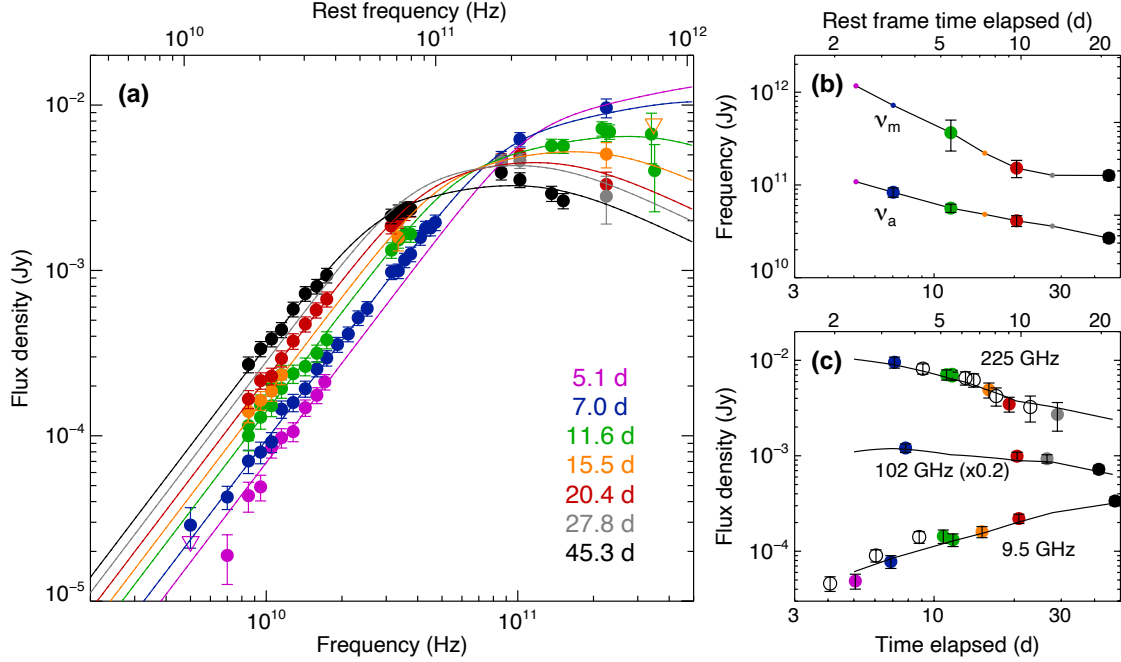 Rest frequency (Hz)
10^10 10^11 10^12
(a)
Flux density (Jy)
10^-2
10^-3
10^-4
10^-5
5.1 d
7.0 d
11.6 d
15.5 d
20.4 d
27.8 d
45.3 d
10^10 10^11
Frequency (Hz)
Rest frame time elapsed (d)
2 5 10 20
(b)
Frequency (Jy)
10^12
10^11
10^10
ν_m
ν_a
3 10 30
2 5 10 20
(c)
Flux density (Jy)
10^-2
10^-3
10^-4
225 GHz
102 GHz (x0.2)
9.5 GHz
3 10 30
Time elapsed (d)